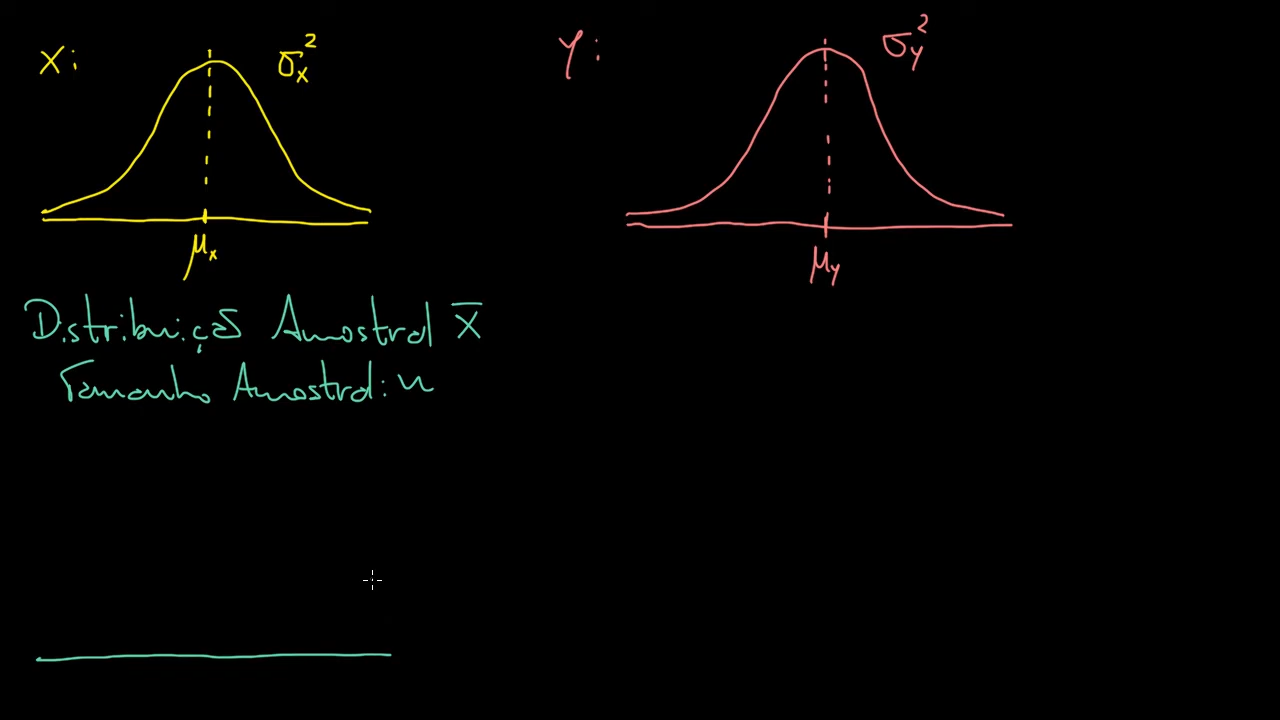 X: σx²
μx
Y: σy²
μy
Distribuição Amostral X̅
Tamanho Amostral: n